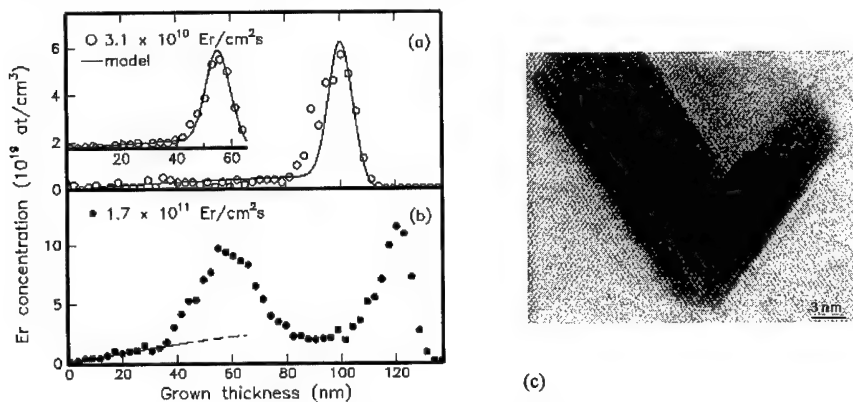 Er concentration (10¹⁹ at/cm³)
6
4
2
0
○ 3.1 x 10¹⁰ Er/cm²s
— model
(a)
20 40 60
10
5
0
● 1.7 x 10¹¹ Er/cm²s
(b)
0 20 40 60 80 100 120
Grown thickness (nm)
3nm
(c)